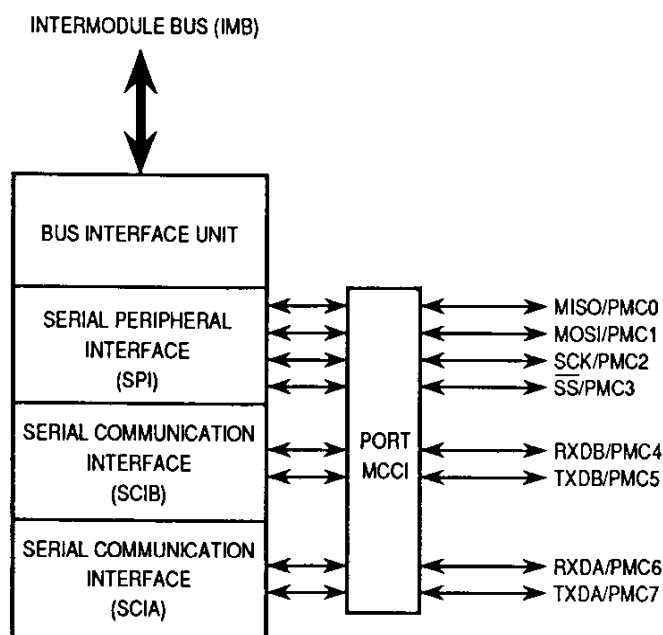 INTERMODULE BUS (IMB)
BUS INTERFACE UNIT
SERIAL PERIPHERAL
INTERFACE
(SPI)
SERIAL COMMUNICATION
INTERFACE
(SCIB)
SERIAL COMMUNICATION
INTERFACE
(SCIA)
PORT
MCCI
MISO/PMC0
MOSI/PMC1
SCK/PMC2
S̅S̅/PMC3
RXDB/PMC4
TXDB/PMC5
RXDA/PMC6
TXDA/PMC7